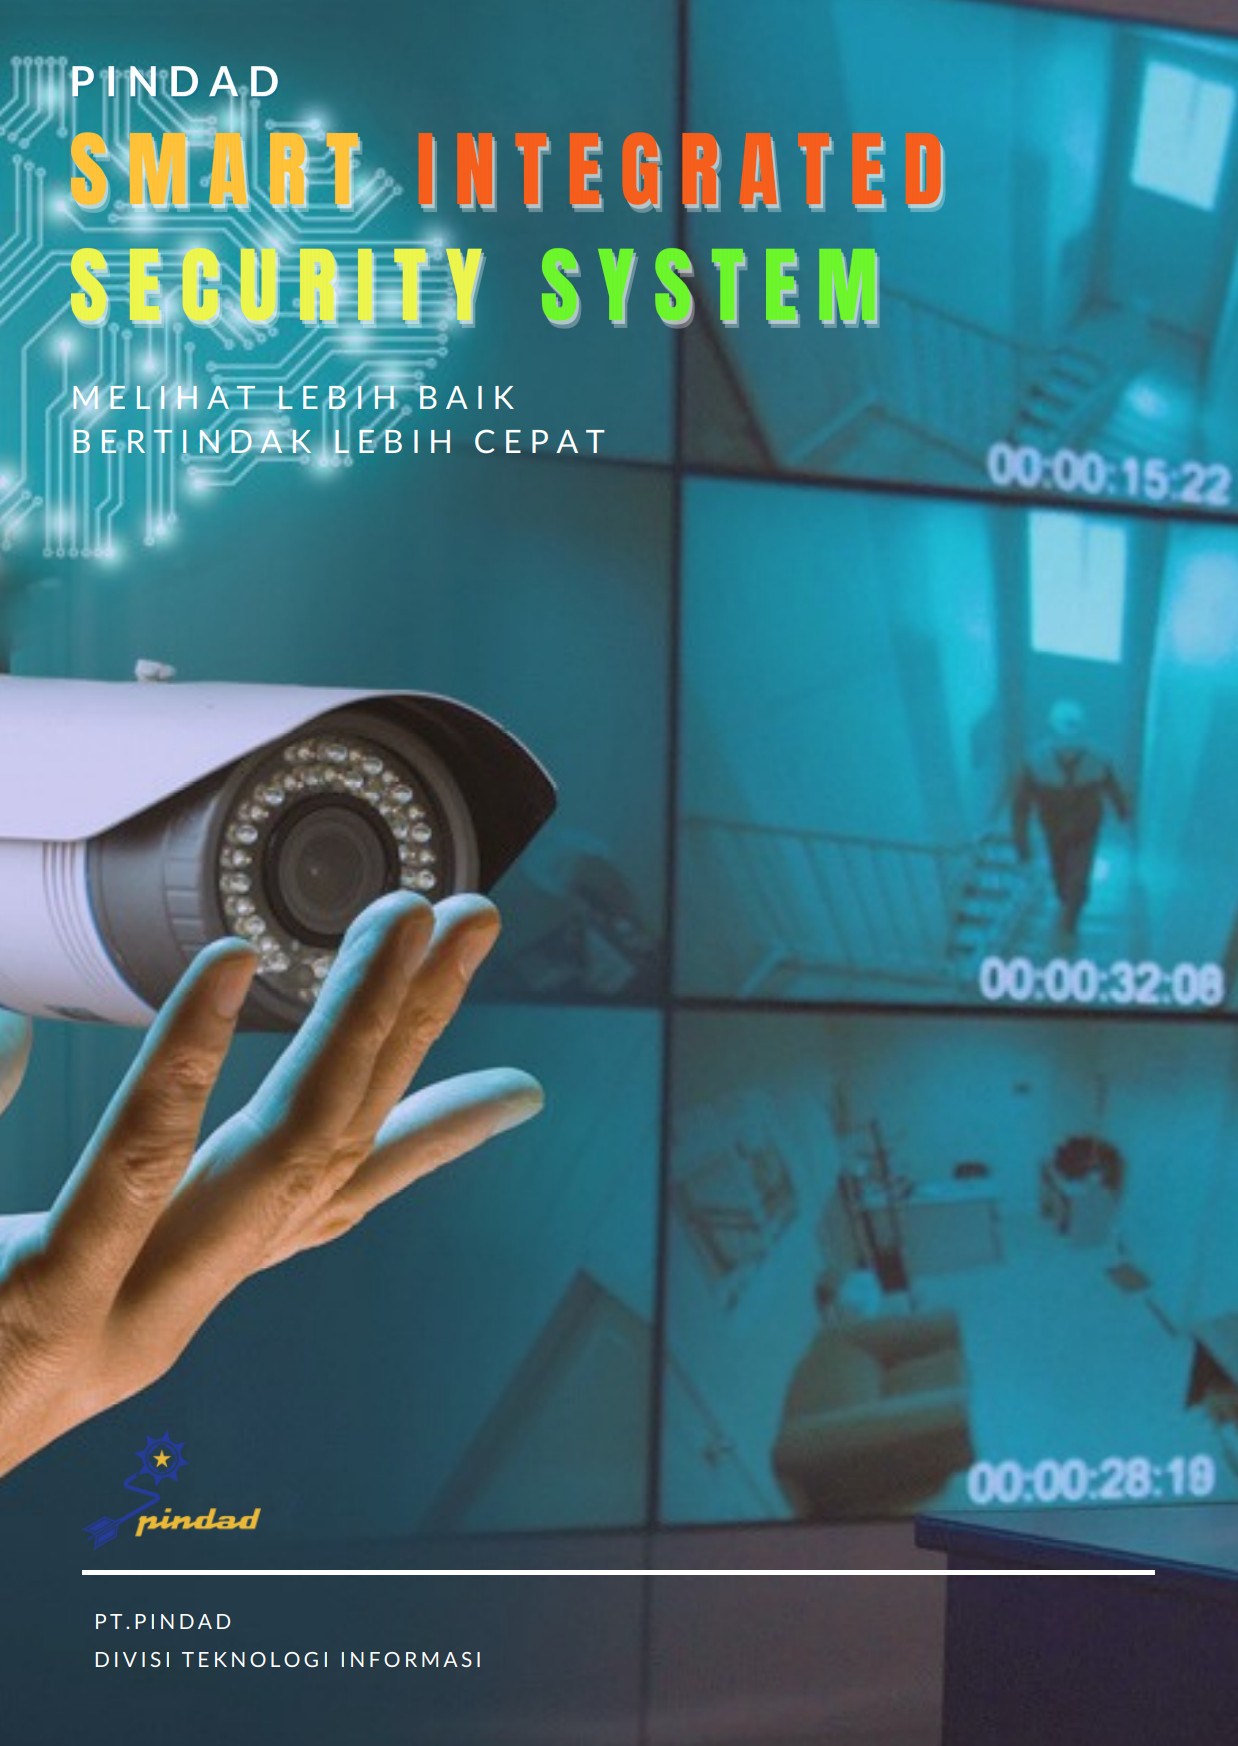 PINDAD
SMART INTEGRATED
SECURITY SYSTEM
MELIHAT LEBIH BAIK
BERTINDAK LEBIH CEPAT
00:00:15:22
00:00:32:08
00:00:28:19
pindad
PT.PINDAD
DIVISI TEKNOLOGI INFORMASI